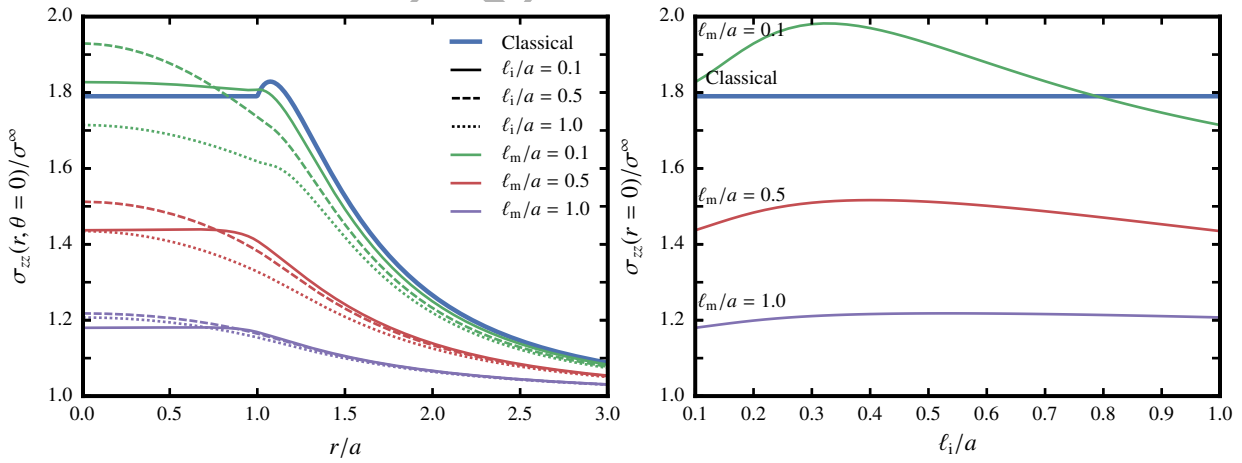 2.0
1.8
1.6
1.4
1.2
1.0
σzz(r, θ = 0)/σ∞
0.0 0.5 1.0 1.5 2.0 2.5 3.0
r/a
Classical
ℓi/a = 0.1
ℓi/a = 0.5
ℓi/a = 1.0
ℓm/a = 0.1
ℓm/a = 0.5
ℓm/a = 1.0
2.0
1.8
1.6
1.4
1.2
1.0
σzz(r = 0)/σ∞
ℓm/a = 0.1
Classical
ℓm/a = 0.5
ℓm/a = 1.0
0.1 0.2 0.3 0.4 0.5 0.6 0.7 0.8 0.9 1.0
ℓi/a